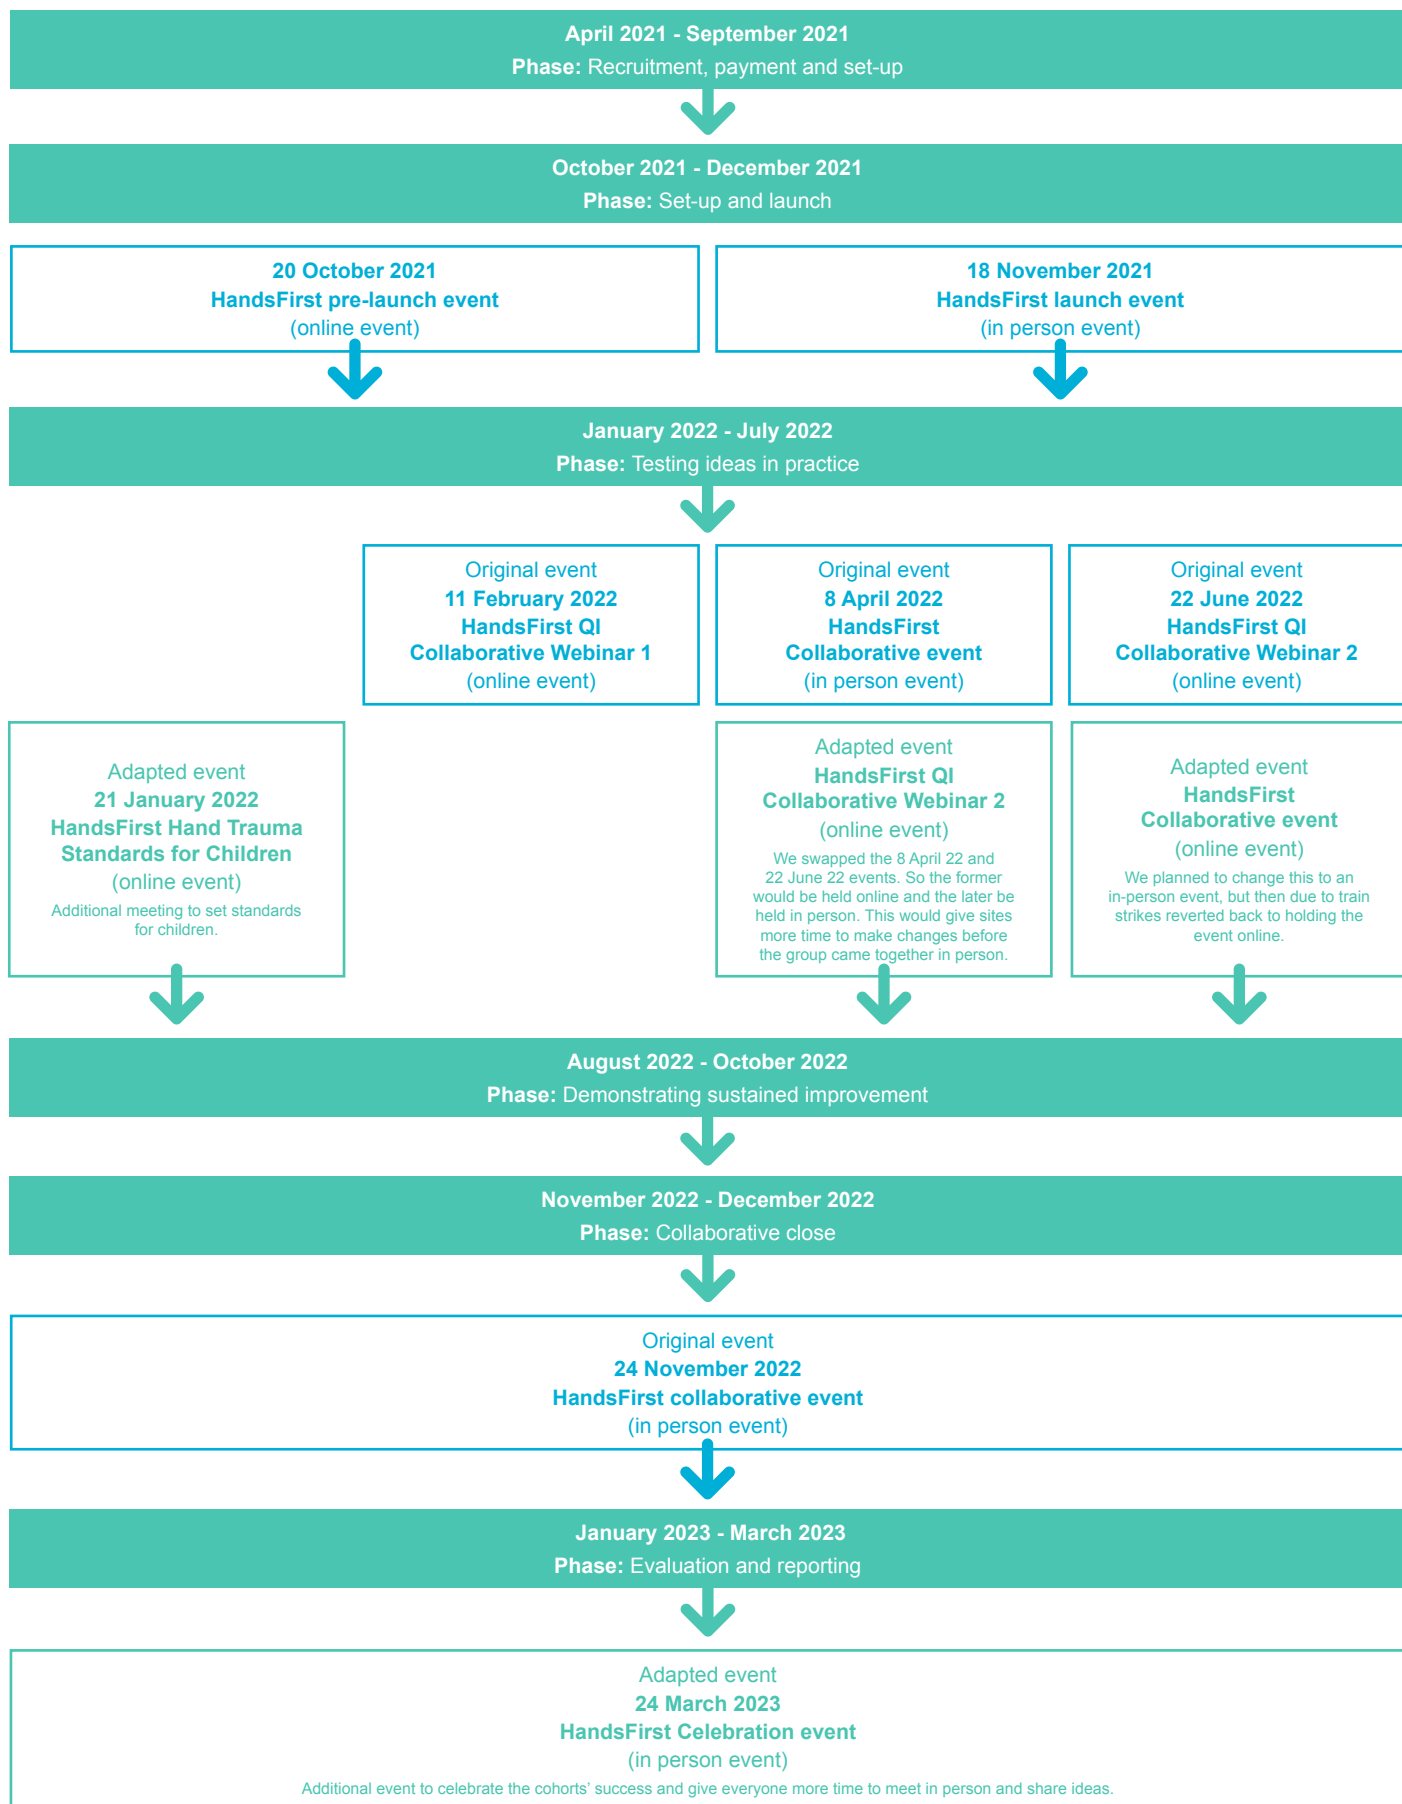 April 2021 - September 2021
Phase: Recruitment, payment and set-up
October 2021 - December 2021
Phase: Set-up and launch
20 October 2021
HandsFirst pre-launch event
(online event)
18 November 2021
HandsFirst launch event
(in person event)
January 2022 - July 2022
Phase: Testing ideas in practice
Original event
11 February 2022
HandsFirst QI
Collaborative Webinar 1
(online event)
Original event
8 April 2022
HandsFirst
Collaborative event
(in person event)
Original event
22 June 2022
HandsFirst QI
Collaborative Webinar 2
(online event)
Adapted event
21 January 2022
HandsFirst Hand Trauma
Standards for Children
(online event)
Additional meeting to set standards
for children.
Adapted event
HandsFirst QI
Collaborative Webinar 2
(online event)
We swapped the 8 April 22 and
22 June 22 events. So the former
would be held online and the later be
held in person. This would give sites
more time to make changes before
the group came together in person.
Adapted event
HandsFirst
Collaborative event
(online event)
We planned to change this to an
in-person event, but then due to train
strikes reverted back to holding the
event online.
August 2022 - October 2022
Phase: Demonstrating sustained improvement
November 2022 - December 2022
Phase: Collaborative close
Original event
24 November 2022
HandsFirst collaborative event
(in person event)
January 2023 - March 2023
Phase: Evaluation and reporting
Adapted event
24 March 2023
HandsFirst Celebration event
(in person event)
Additional event to celebrate the cohorts' success and give everyone more time to meet in person and share ideas.